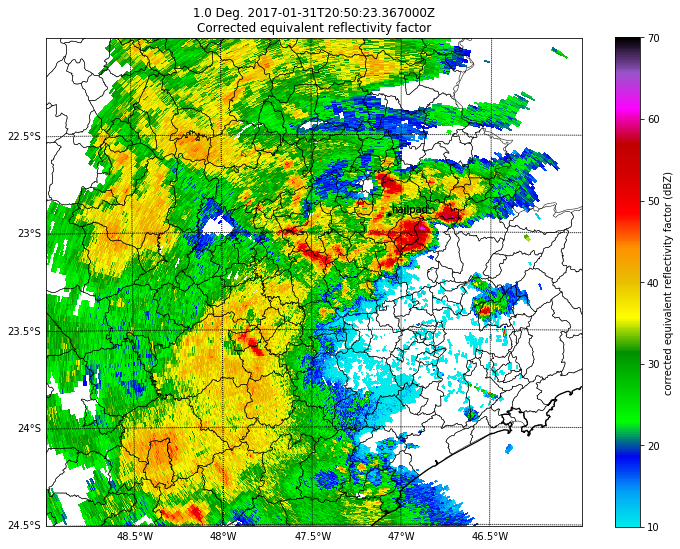 1.0 Deg. 2017-01-31T20:50:23.367000Z
Corrected equivalent reflectivity factor
22.5°S
23°S
23.5°S
24°S
24.5°S
48.5°W
48°W
47.5°W
47°W
46.5°W
hailpad
70
60
50
40
30
20
10
corrected equivalent reflectivity factor (dBZ)